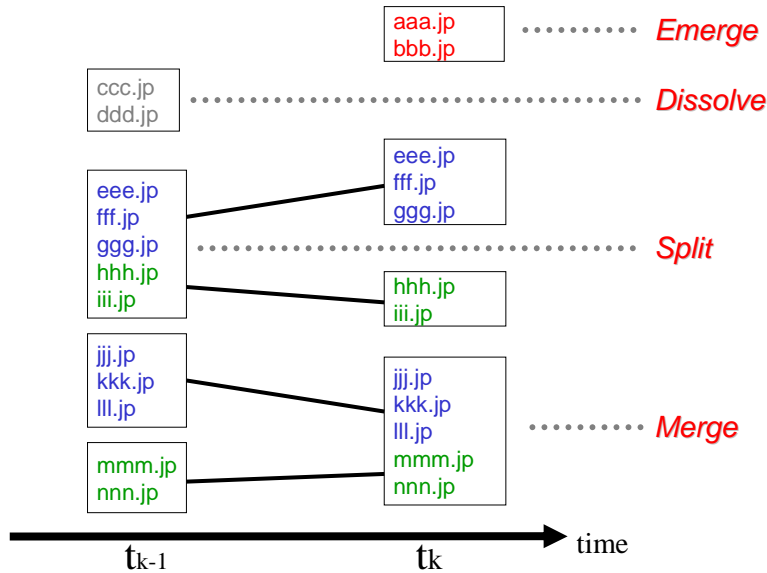 aaa.jp
bbb.jp
Emerge
ccc.jp
ddd.jp
Dissolve
eee.jp
fff.jp
ggg.jp
hhh.jp
iii.jp
eee.jp
fff.jp
ggg.jp
Split
hhh.jp
iii.jp
jjj.jp
kkk.jp
lll.jp
mmm.jp
nnn.jp
jjj.jp
kkk.jp
lll.jp
mmm.jp
nnn.jp
Merge
time
tk-1
tk